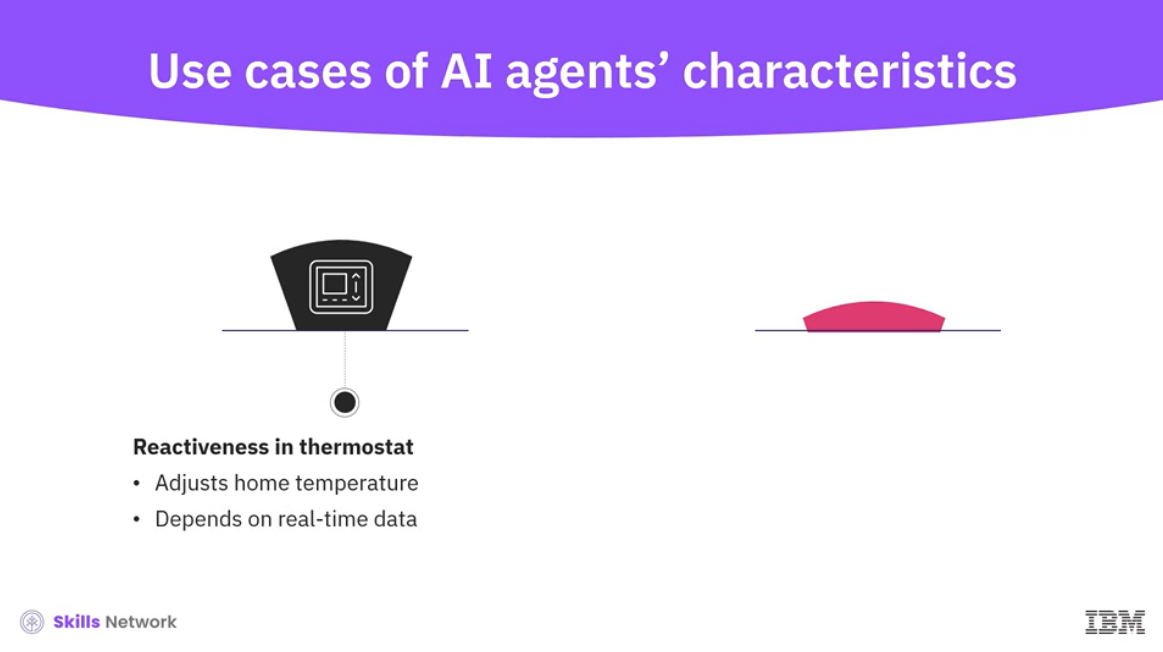 Use cases of AI agents’ characteristics
Reactiveness in thermostat
• Adjusts home temperature
• Depends on real-time data
Skills Network
IBM